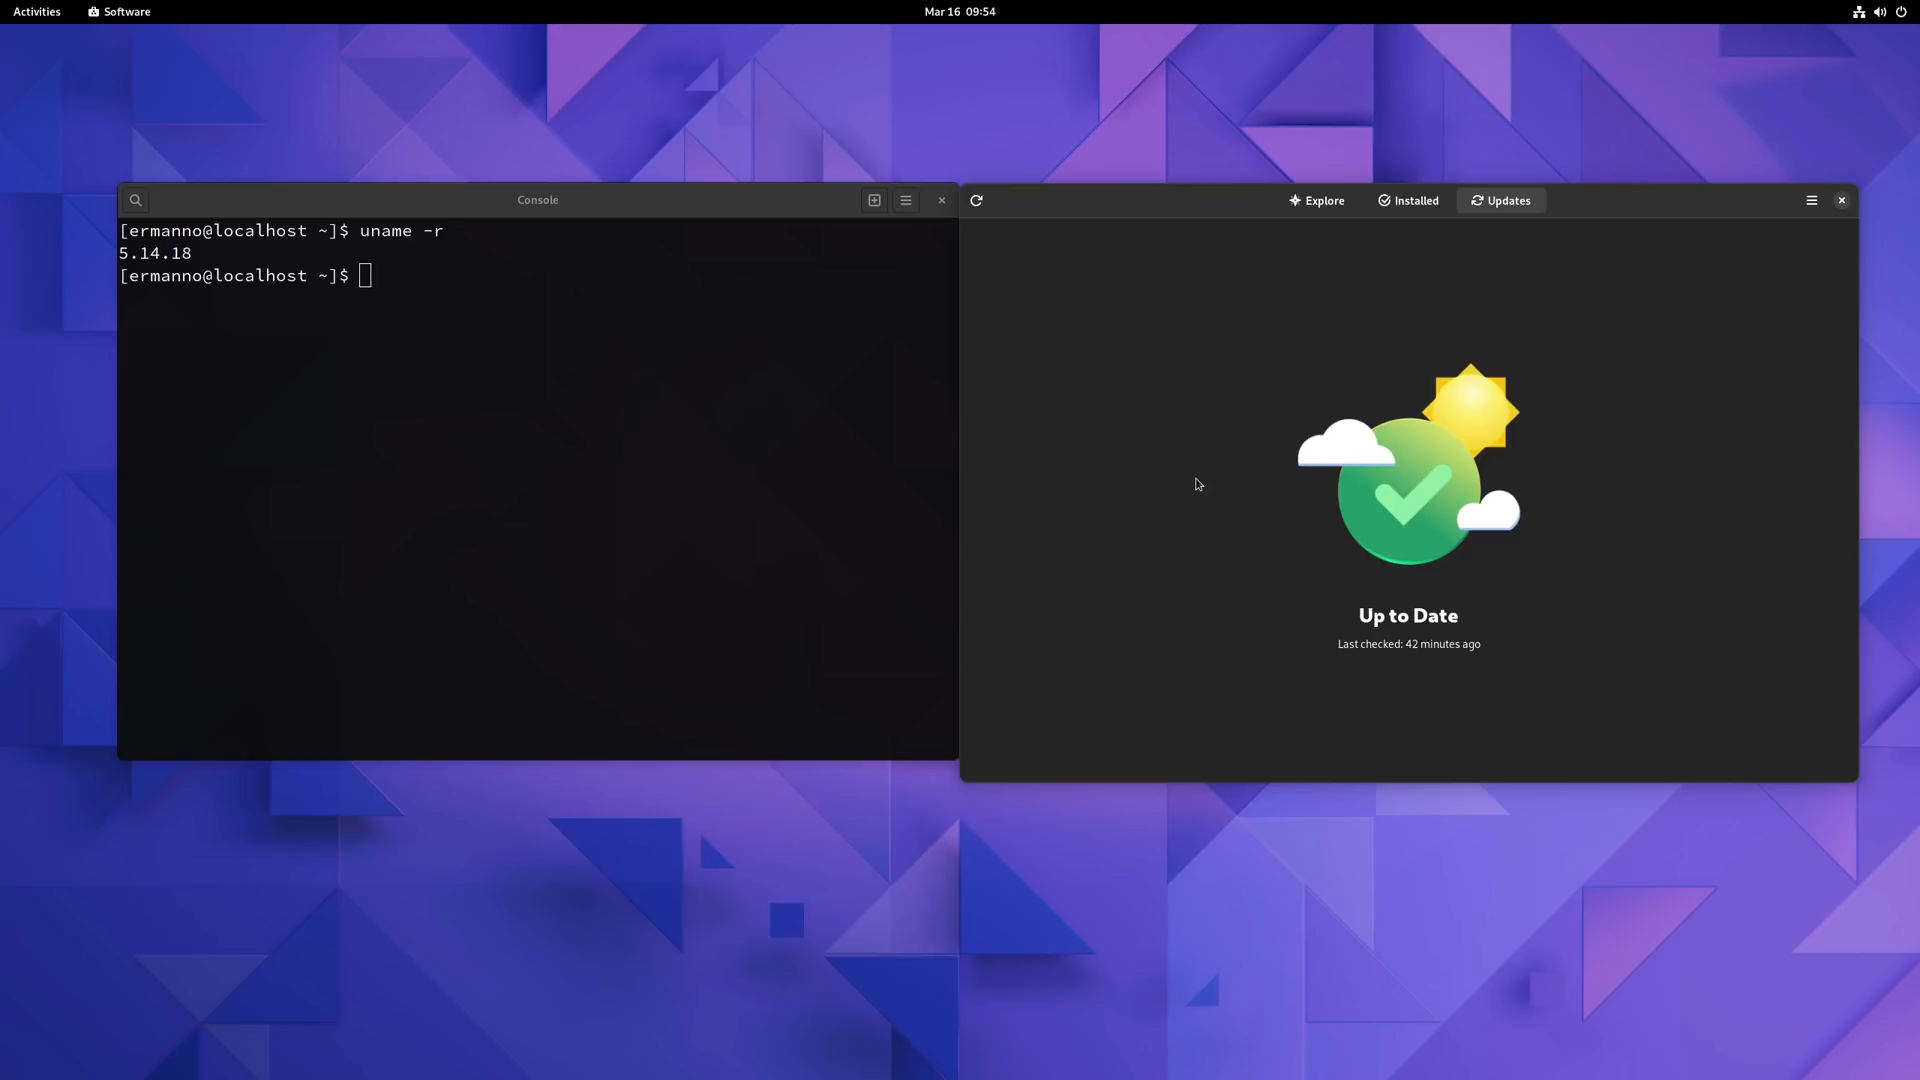 Activities
Software
Mar 16 09:54
Console
[ermanno@localhost ~]$ uname -r
5.14.18
[ermanno@localhost ~]$
Explore
Installed
Updates
Up to Date
Last checked: 42 minutes ago